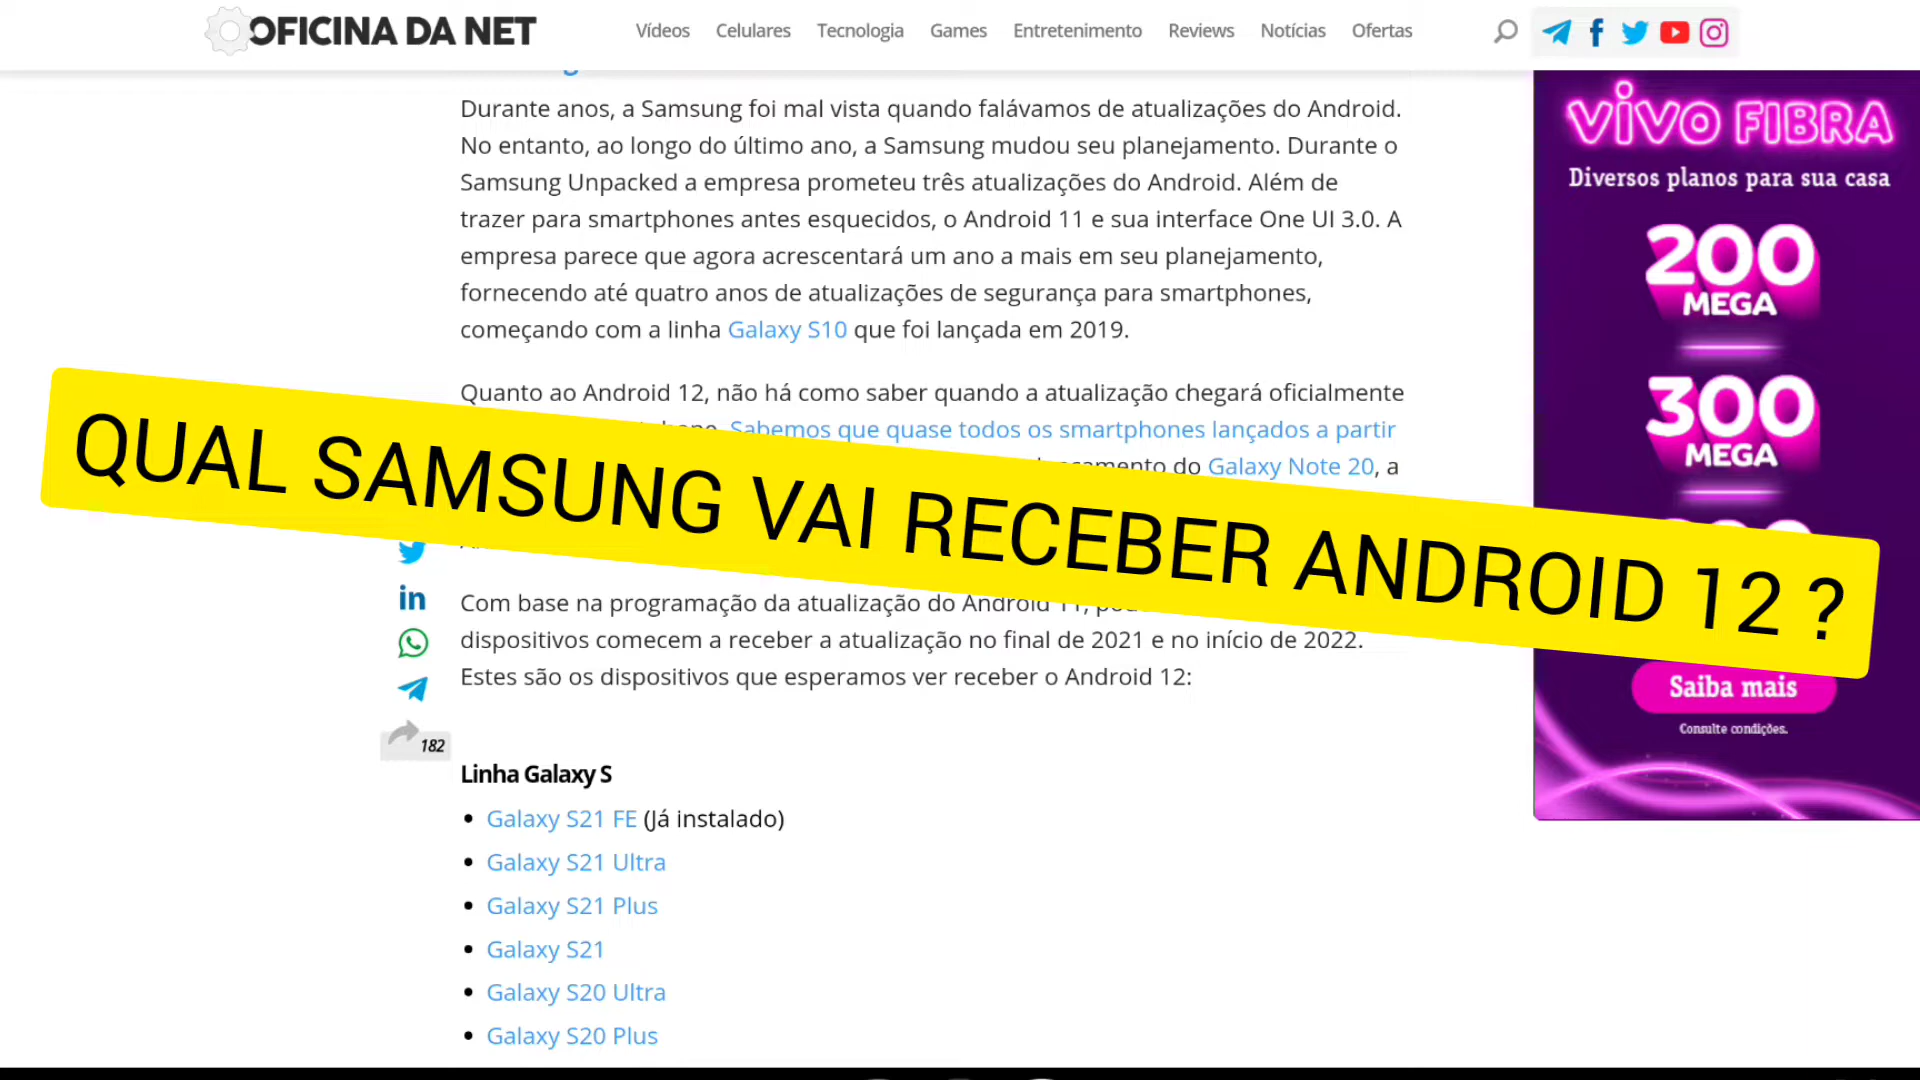 OFICINA DA NET
Vídeos Celulares Tecnologia Games Entretenimento Reviews Notícias Ofertas
Durante anos, a Samsung foi mal vista quando falávamos de atualizações do Android.
No entanto, ao longo do último ano, a Samsung mudou seu planejamento. Durante o
Samsung Unpacked a empresa prometeu três atualizações do Android. Além de
trazer para smartphones antes esquecidos, o Android 11 e sua interface One UI 3.0. A
empresa parece que agora acrescentará um ano a mais em seu planejamento,
fornecendo até quatro anos de atualizações de segurança para smartphones,
começando com a linha Galaxy S10 que foi lançada em 2019.
Quanto ao Android 12, não há como saber quando a atualização chegará oficialmente
Sabemos que quase todos os smartphones lançados a partir
do Galaxy Note 20, a
QUAL SAMSUNG VAI RECEBER ANDROID 12 ?
Com base na programação da atualização do Android 11,
dispositivos comecem a receber a atualização no final de 2021 e no início de 2022.
Estes são os dispositivos que esperamos ver receber o Android 12:
182
Linha Galaxy S
Galaxy S21 FE (Já instalado)
Galaxy S21 Ultra
Galaxy S21 Plus
Galaxy S21
Galaxy S20 Ultra
Galaxy S20 Plus
vivo FIBRA
Diversos planos para sua casa
200
MEGA
300
MEGA
Saiba mais
Consulte condições.